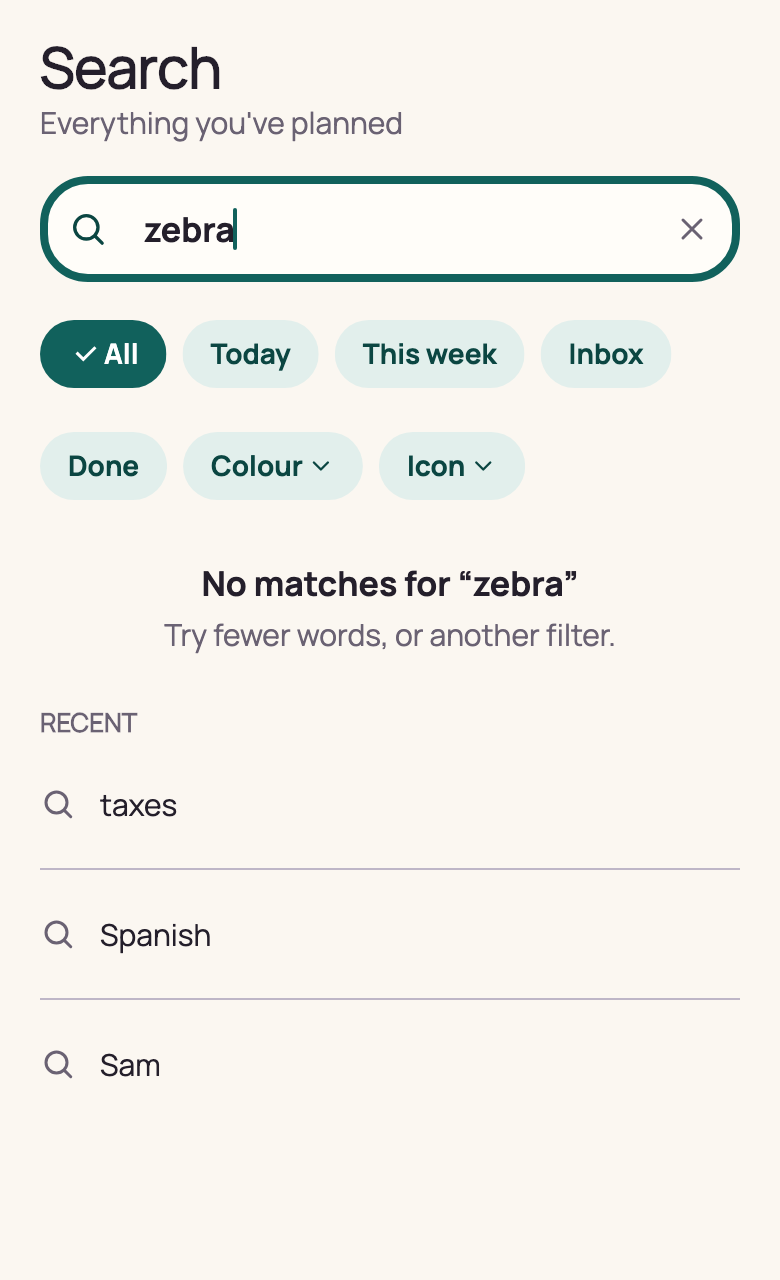 Search
Everything you've planned
zebra
All Today This week Inbox
Done Colour Icon
No matches for “zebra”
Try fewer words, or another filter.
RECENT
taxes
Spanish
Sam